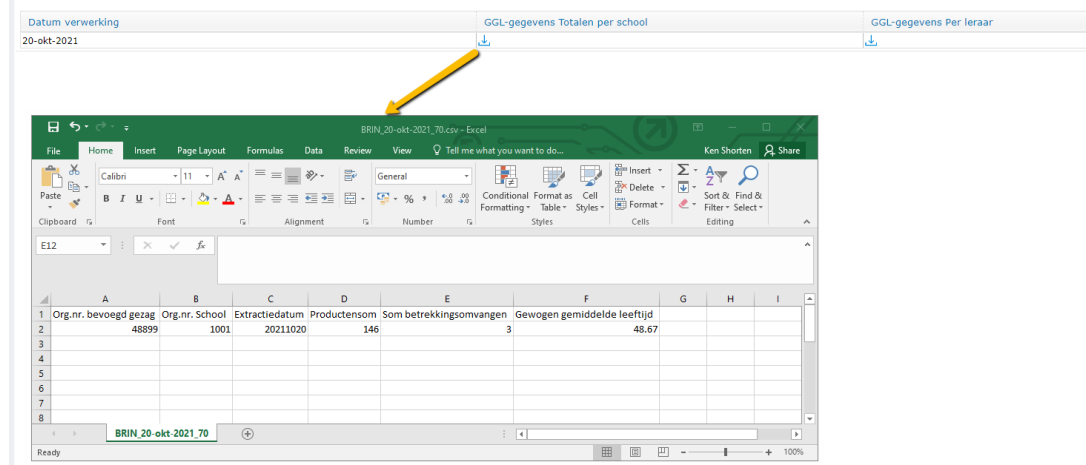 Datum verwerking GGL-gegevens Totalen per school GGL-gegevens Per leraar
20-okt-2021
BRIN_20-okt-2021_70.csv - Excel
File Home Insert Page Layout Formulas Data Review View Tell me what you want to do... Ken Shorten Share
Paste Calibri 11 A A General Conditional Formatting Format as Table Cell Styles Insert Delete Format Sort & Filter Find & Select
B I U A % , Σ A Z
Clipboard Font Alignment Number Styles Cells Editing
E12 fx
A B C D E F G H I
1 Org.nr. bevoegd gezag Org.nr. School Extractiedatum Productensom Som betrekkingsomvangen Gewogen gemiddelde leeftijd
2 48899 1001 20211020 146 3 48.67
3
4
5
6
7
8
BRIN_20-okt-2021_70
Ready 100%